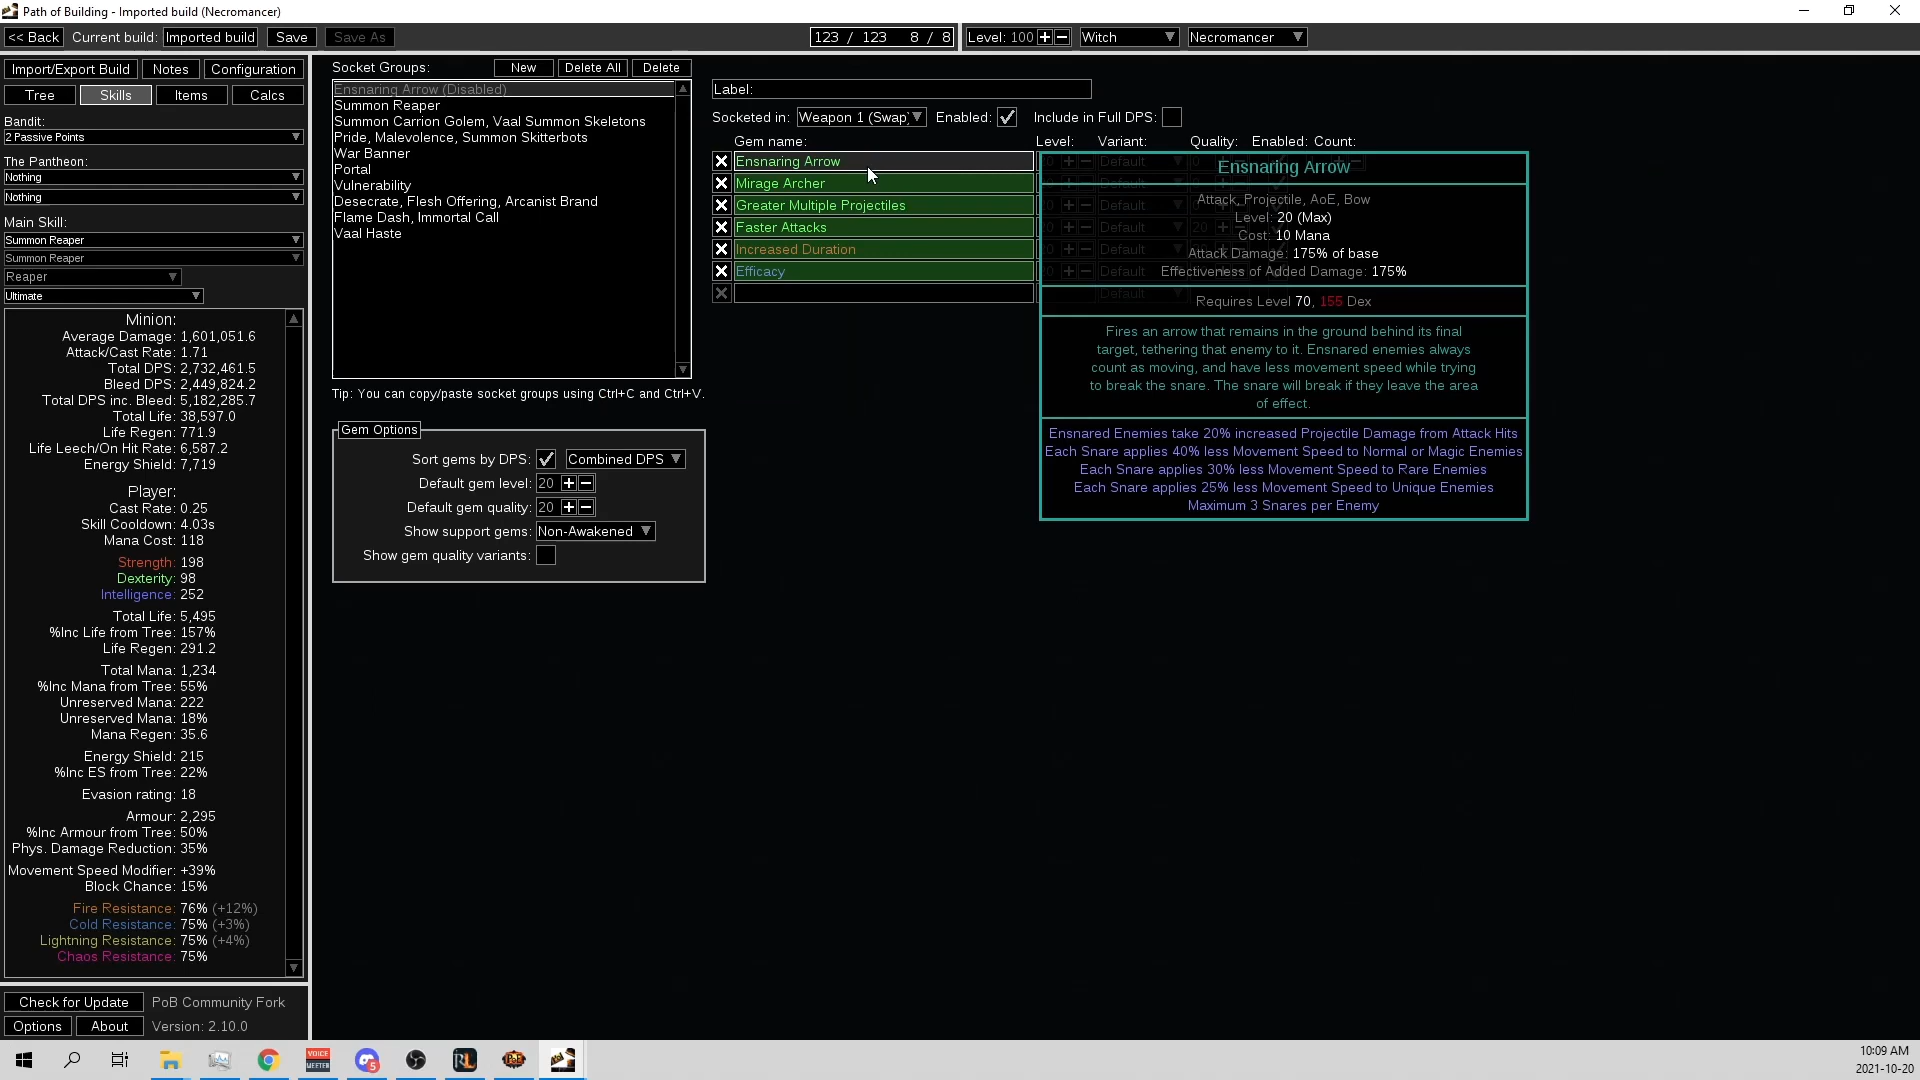 Path of Building - Imported build (Necromancer)
<< Back Current build: Imported build Save Save As 123 / 123 8 / 8 Level: 100 + - Witch Necromancer
Import/Export Build Notes Configuration
Tree Skills Items Calcs
Bandit:
2 Passive Points
The Pantheon:
Nothing
Nothing
Main Skill:
Summon Reaper
Summon Reaper
Reaper
Ultimate
Minion:
Average Damage: 1,601,051.6
Attack/Cast Rate: 1.71
Total DPS: 2,732,461.5
Bleed DPS: 2,449,824.2
Total DPS inc. Bleed: 5,182,285.7
Total Life: 38,597.0
Life Regen: 771.9
Life Leech/On Hit Rate: 6,587.2
Energy Shield: 7,719
Player:
Cast Rate: 0.25
Skill Cooldown: 4.03s
Mana Cost: 118
Strength: 198
Dexterity: 98
Intelligence: 252
Total Life: 5,495
%Inc Life from Tree: 157%
Life Regen: 291.2
Total Mana: 1,234
%Inc Mana from Tree: 55%
Unreserved Mana: 222
Unreserved Mana: 18%
Mana Regen: 35.6
Energy Shield: 215
%Inc ES from Tree: 22%
Evasion rating: 18
Armour: 2,295
%Inc Armour from Tree: 50%
Phys. Damage Reduction: 35%
Movement Speed Modifier: +39%
Block Chance: 15%
Fire Resistance: 76% (+12%)
Cold Resistance: 75% (+3%)
Lightning Resistance: 75% (+4%)
Chaos Resistance: 75%
Check for Update PoB Community Fork
Options About Version: 2.10.0
Socket Groups: New Delete All Delete
Ensnaring Arrow (Disabled)
Summon Reaper
Summon Carrion Golem, Vaal Summon Skeletons
Pride, Malevolence, Summon Skitterbots
War Banner
Portal
Vulnerability
Desecrate, Flesh Offering, Arcanist Brand
Flame Dash, Immortal Call
Vaal Haste
Tip: You can copy/paste socket groups using Ctrl+C and Ctrl+V.
Gem Options
Sort gems by DPS: Combined DPS
Default gem level: 20 + -
Default gem quality: 20 + -
Show support gems: Non-Awakened
Show gem quality variants:
Label:
Socketed in: Weapon 1 (Swap) Enabled: Include in Full DPS:
Gem name: Level: Variant: Quality: Enabled: Count:
Ensnaring Arrow
Mirage Archer
Greater Multiple Projectiles
Faster Attacks
Increased Duration
Efficacy
Default
Default
Default
Default
Default
Default
Default
Ensnaring Arrow
Attack, Projectile, AoE, Bow
Level: 20 (Max)
Cost: 10 Mana
Attack Damage: 175% of base
Effectiveness of Added Damage: 175%
Requires Level 70, 155 Dex
Fires an arrow that remains in the ground behind its final
target, tethering that enemy to it. Ensnared enemies always
count as moving, and have less movement speed while trying
to break the snare. The snare will break if they leave the area
of effect.
Ensnared Enemies take 20% increased Projectile Damage from Attack Hits
Each Snare applies 40% less Movement Speed to Normal or Magic Enemies
Each Snare applies 30% less Movement Speed to Rare Enemies
Each Snare applies 25% less Movement Speed to Unique Enemies
Maximum 3 Snares per Enemy
VOICE
MEETER
5
10:09 AM
2021-10-20